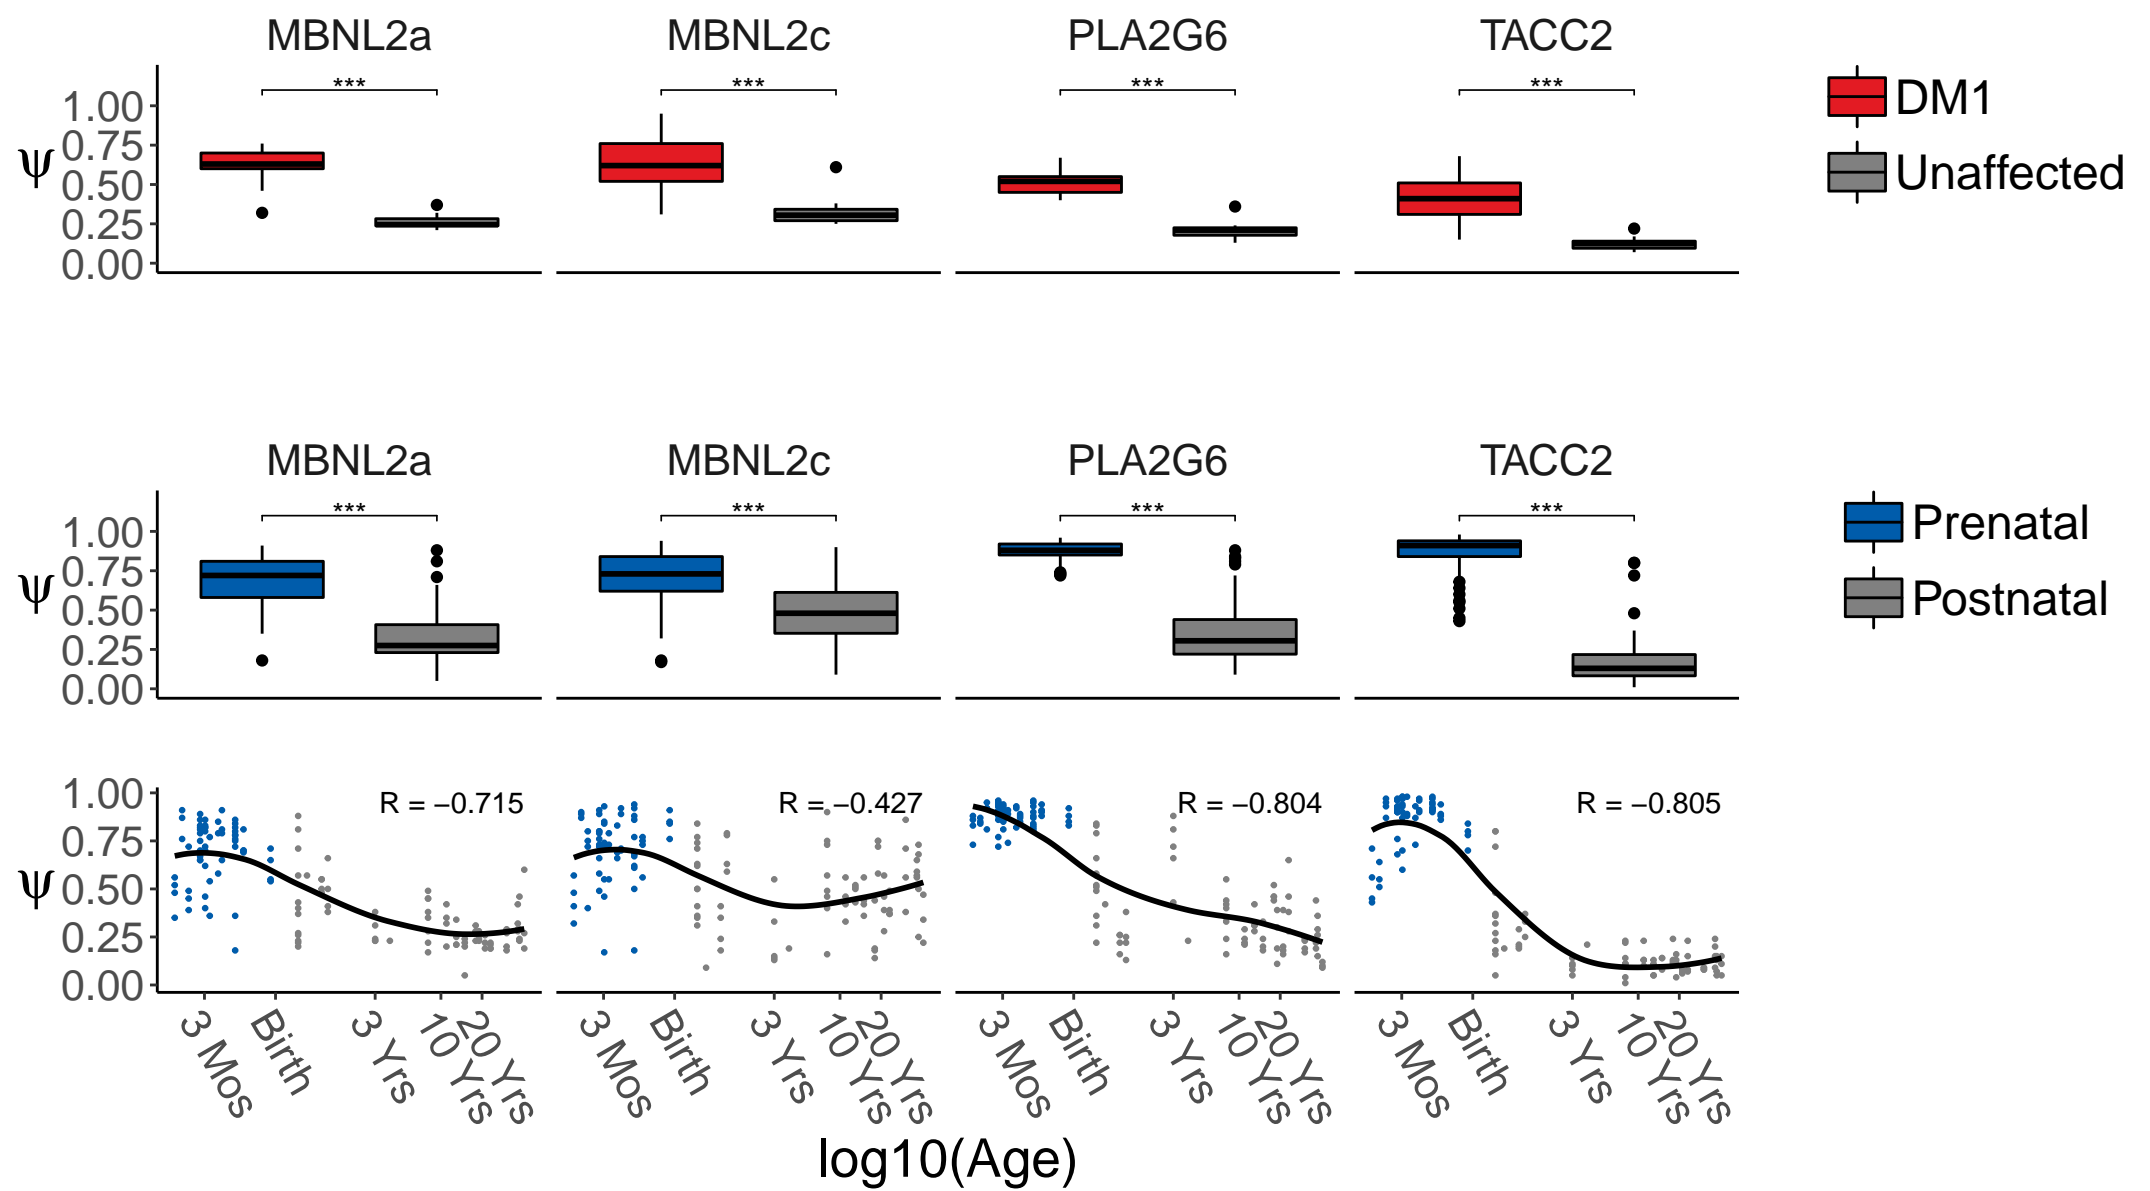 MBNL2a MBNL2c PLA2G6 TACC2
*** *** *** ***
DM1
Unaffected
ψ
1.00
0.75
0.50
0.25
0.00
MBNL2a MBNL2c PLA2G6 TACC2
*** *** *** ***
Prenatal
Postnatal
ψ
1.00
0.75
0.50
0.25
0.00
R = −0.715 R = −0.427 R = −0.804 R = −0.805
ψ
1.00
0.75
0.50
0.25
0.00
3 Mos Birth 3 Yrs 10 Yrs 20 Yrs 3 Mos Birth 3 Yrs 10 Yrs 20 Yrs 3 Mos Birth 3 Yrs 10 Yrs 20 Yrs 3 Mos Birth 3 Yrs 10 Yrs 20 Yrs
log10(Age)